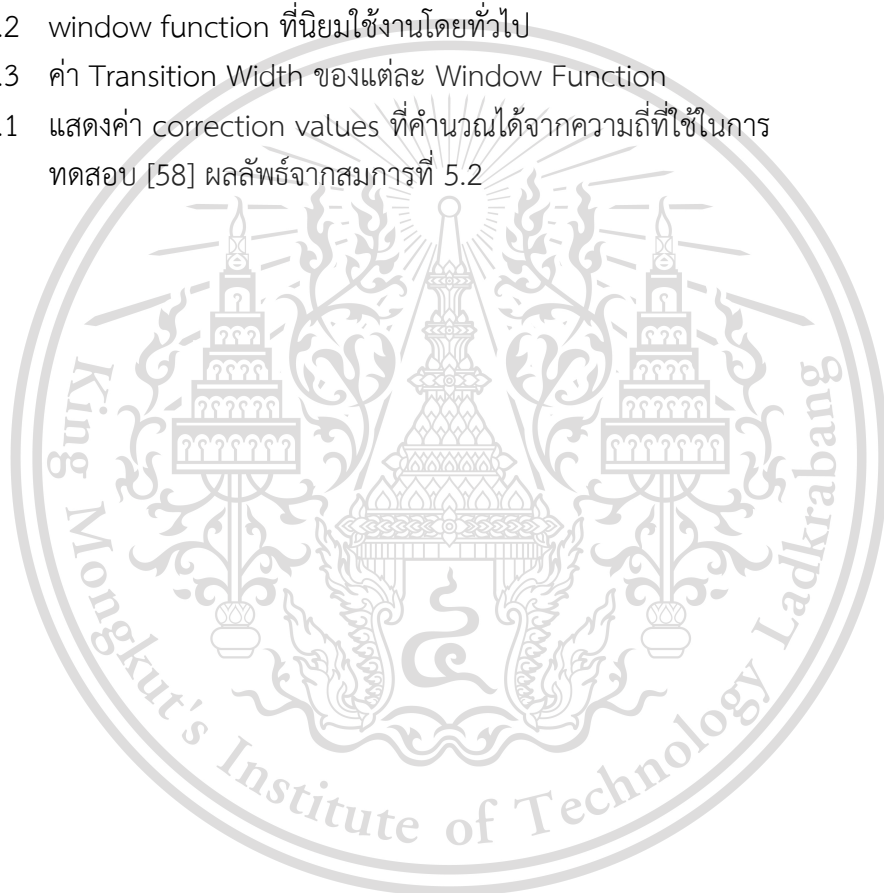 .2 window function ที่นิยมใช้งานโดยทั่วไป
.3 ค่า Transition Width ของแต่ละ Window Function
.1 แสดงค่า correction values ที่คำนวณได้จากความถี่ที่ใช้ในการ
ทดสอบ [58] ผลลัพธ์จากสมการที่ 5.2
King Mongkut's Institute of Technology Ladkrabang